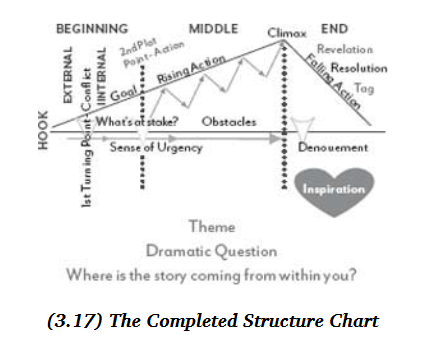 BEGINNING
MIDDLE
END
Climax
2nd Plot
Point-Action
Revelation
Resolution
Tag
Falling Action
Rising Action
EXTERNAL
INTERNAL
1st Turning Point-Conflict
Goal
HOOK
What's at stake?
Obstacles
Sense of Urgency
Denouement
Inspiration
Theme
Dramatic Question
Where is the story coming from within you?
(3.17) The Completed Structure Chart